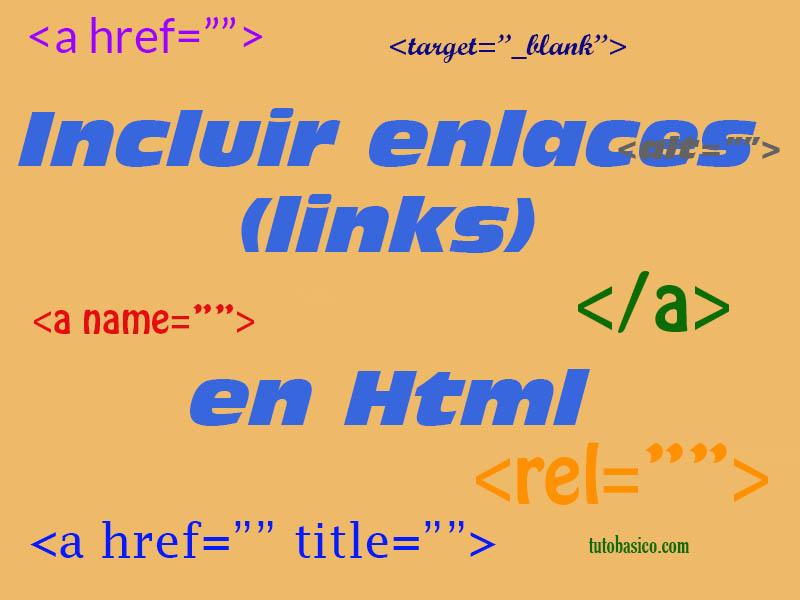 <a href=””>
<target=”_blank”>
Incluir enlaces
<alt=””>
(links)
</a>
<a name=””>
en Html
<rel=””>
<a href=”” title=””>
tutobasico.com